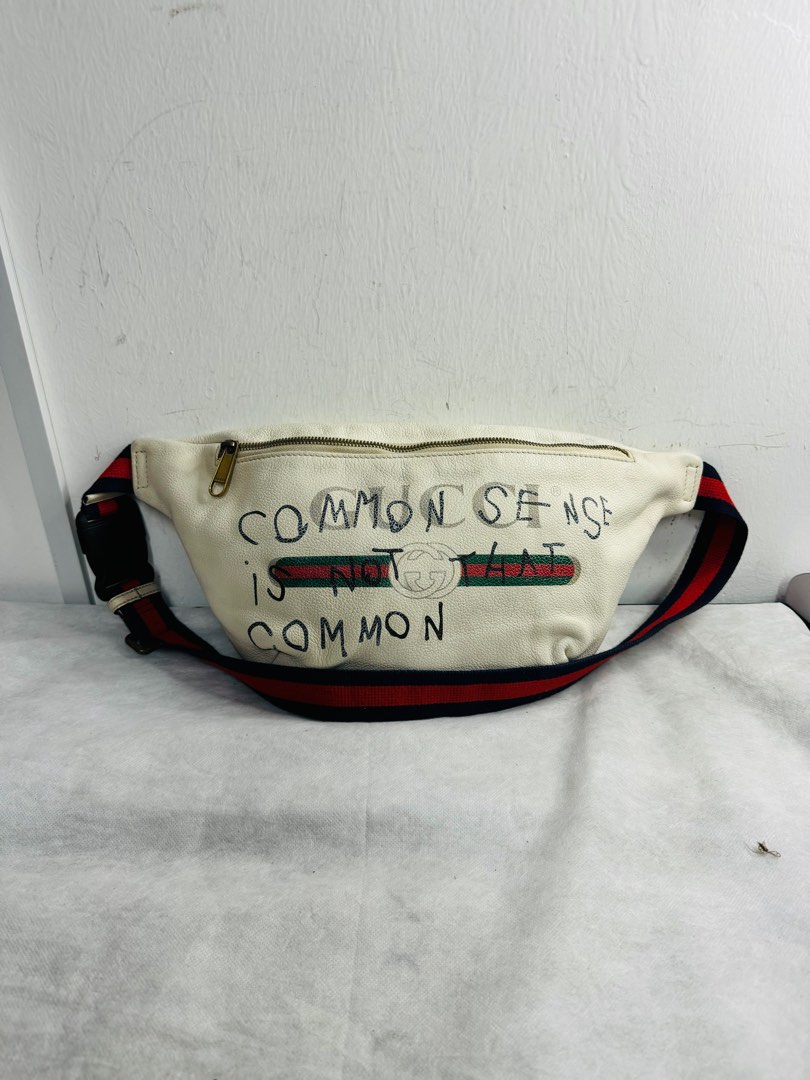 GUCCI®
COMMON SENSE
iS NOT THAT
COMMON